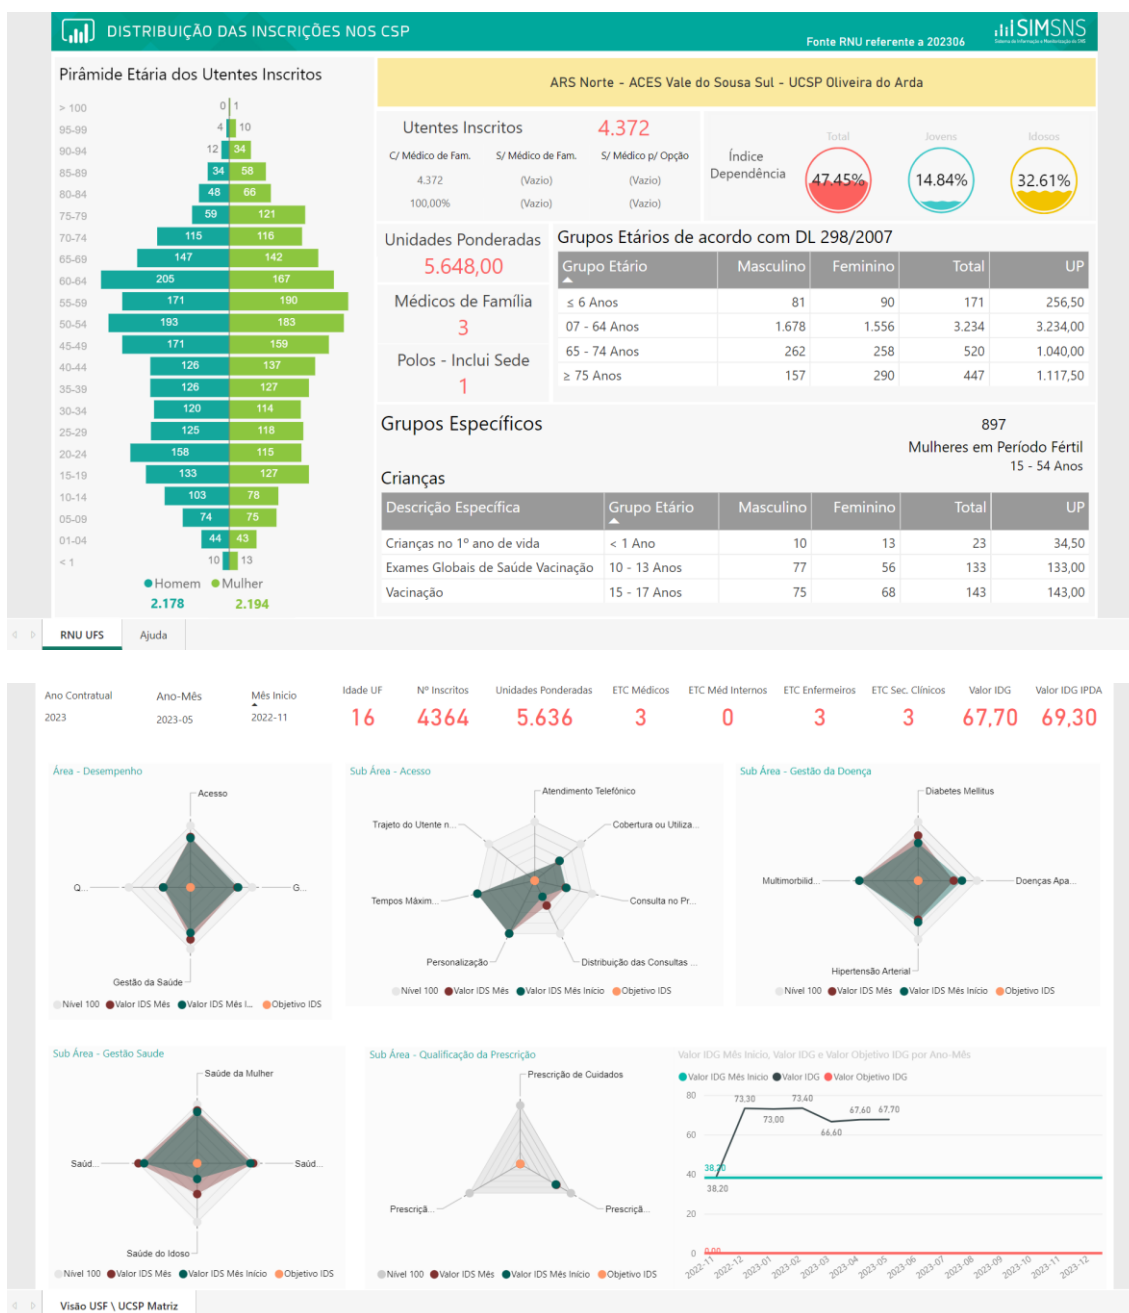 DISTRIBUIÇÃO DAS INSCRIÇÕES NOS CSP
Fonte RNU referente a 202306
SIMSNS
Pirâmide Etária dos Utentes Inscritos
> 100 0 1
95-99 4 10
90-94 12 34
85-89 34 58
80-84 48 66
75-79 59 121
70-74 115 116
65-69 147 142
60-64 205 167
55-59 171 190
50-54 193 183
45-49 171 159
40-44 126 137
35-39 126 127
30-34 120 114
25-29 125 118
20-24 158 115
15-19 133 127
10-14 103 78
05-09 74 75
01-04 44 43
< 1 10 13
Homem Mulher
2.178 2.194
ARS Norte - ACES Vale do Sousa Sul - UCSP Oliveira do Arda
Utentes Inscritos 4.372
C/ Médico de Fam. S/ Médico de Fam. S/ Médico p/ Opção
4.372 (Vazio) (Vazio)
100,00% (Vazio) (Vazio)
Índice Dependência
Total Jovens Idosos
47.45% 14.84% 32.61%
Unidades Ponderadas
5.648,00
Médicos de Família
3
Polos - Inclui Sede
1
Grupos Etários de acordo com DL 298/2007
Grupo Etário Masculino Feminino Total UP
≤ 6 Anos 81 90 171 256,50
07 - 64 Anos 1.678 1.556 3.234 3.234,00
65 - 74 Anos 262 258 520 1.040,00
≥ 75 Anos 157 290 447 1.117,50
Grupos Específicos
897
Mulheres em Período Fértil
15 - 54 Anos
Crianças
Descrição Específica Grupo Etário Masculino Feminino Total UP
Crianças no 1º ano de vida < 1 Ano 10 13 23 34,50
Exames Globais de Saúde Vacinação 10 - 13 Anos 77 56 133 133,00
Vacinação 15 - 17 Anos 75 68 143 143,00
RNU UFS Ajuda
Ano Contratual Ano-Mês Mês Início Idade UF Nº Inscritos Unidades Ponderadas ETC Médicos ETC Méd Internos ETC Enfermeiros ETC Sec. Clínicos Valor IDG Valor IDG IPDA
2023 2023-05 2022-11 16 4364 5.636 3 0 3 3 67,70 69,30
Área - Desempenho
Acesso
Q...
G...
Gestão da Saúde
Nível 100 Valor IDS Mês Valor IDS Mês I... Objetivo IDS
Sub Área - Acesso
Atendimento Telefónico
Trajeto do Utente n...
Cobertura ou Utiliza...
Tempos Máxim...
Consulta no Pr...
Personalização
Distribuição das Consultas ...
Nível 100 Valor IDS Mês Valor IDS Mês Início Objetivo IDS
Sub Área - Gestão da Doença
Diabetes Mellitus
Multimorbilid...
Doenças Apa...
Hipertensão Arterial
Nível 100 Valor IDS Mês Valor IDS Mês Início Objetivo IDS
Sub Área - Gestão Saude
Saúde da Mulher
Saúd...
Saúd...
Saúde do Idoso
Nível 100 Valor IDS Mês Valor IDS Mês Início Objetivo IDS
Sub Área - Qualificação da Prescrição
Prescrição de Cuidados
Prescriçã...
Prescriçã...
Nível 100 Valor IDS Mês Valor IDS Mês Início Objetivo IDS
Valor IDG Mês Início, Valor IDG e Valor Objetivo IDG por Ano-Mês
Valor IDG Mês Inicio Valor IDG Valor Objetivo IDG
80
73,30 73,40
73,00 66,60 67,60 67,70
60
40
38,20
38,20
20
0
0,00
2022-11 2022-12 2023-01 2023-02 2023-03 2023-04 2023-05 2023-06 2023-07 2023-08 2023-09 2023-10 2023-11 2023-12
Visão USF \ UCSP Matriz